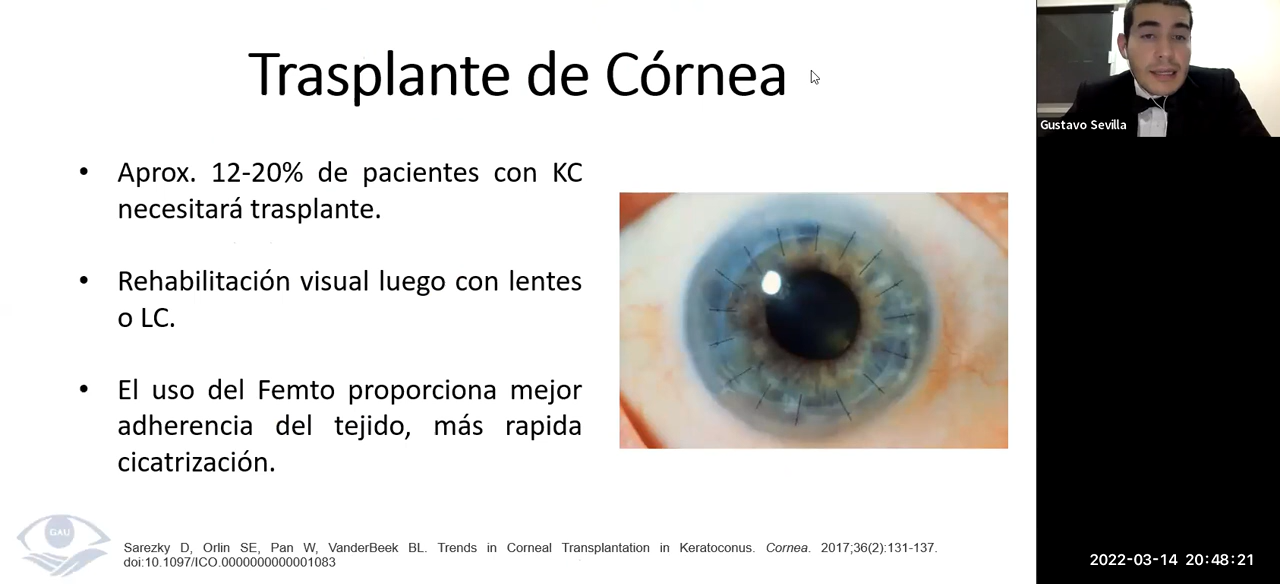 Trasplante de Córnea
Gustavo Sevilla
• Aprox. 12-20% de pacientes con KC
necesitará trasplante.
• Rehabilitación visual luego con lentes
o LC.
• El uso del Femto proporciona mejor
adherencia del tejido, más rapida
cicatrización.
GAU
Sarezky D, Orlin SE, Pan W, VanderBeek BL. Trends in Corneal Transplantation in Keratoconus. Cornea. 2017;36(2):131-137.
doi:10.1097/ICO.0000000000001083
2022-03-14 20:48:21